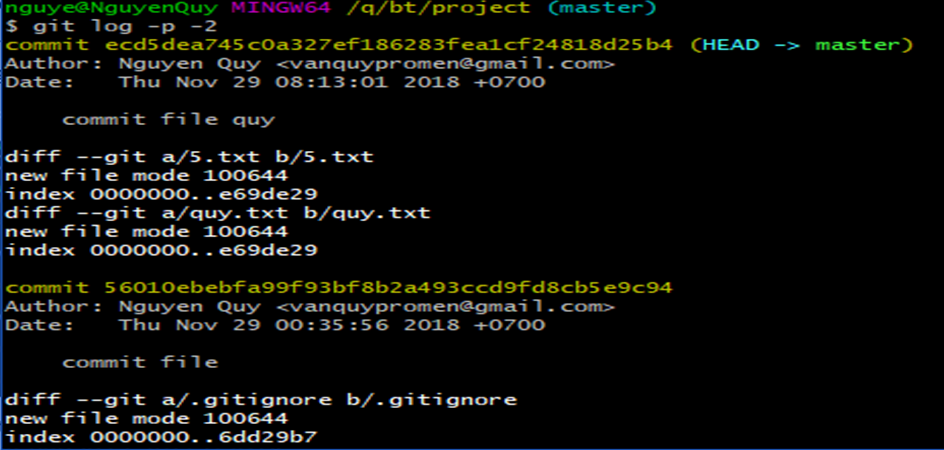 nguye@NguyenQuy MINGW64 /q/bt/project (master)
$ git log -p -2
commit ecd5dea745c0a327ef186283fea1cf24818d25b4 (HEAD -> master)
Author: Nguyen Quy <vanquypromen@gmail.com>
Date:   Thu Nov 29 08:13:01 2018 +0700
    commit file quy
diff --git a/5.txt b/5.txt
new file mode 100644
index 0000000..e69de29
diff --git a/quy.txt b/quy.txt
new file mode 100644
index 0000000..e69de29
commit 56010ebebfa99f93bf8b2a493ccd9fd8cb5e9c94
Author: Nguyen Quy <vanquypromen@gmail.com>
Date:   Thu Nov 29 00:35:56 2018 +0700
    commit file
diff --git a/.gitignore b/.gitignore
new file mode 100644
index 0000000..6dd29b7